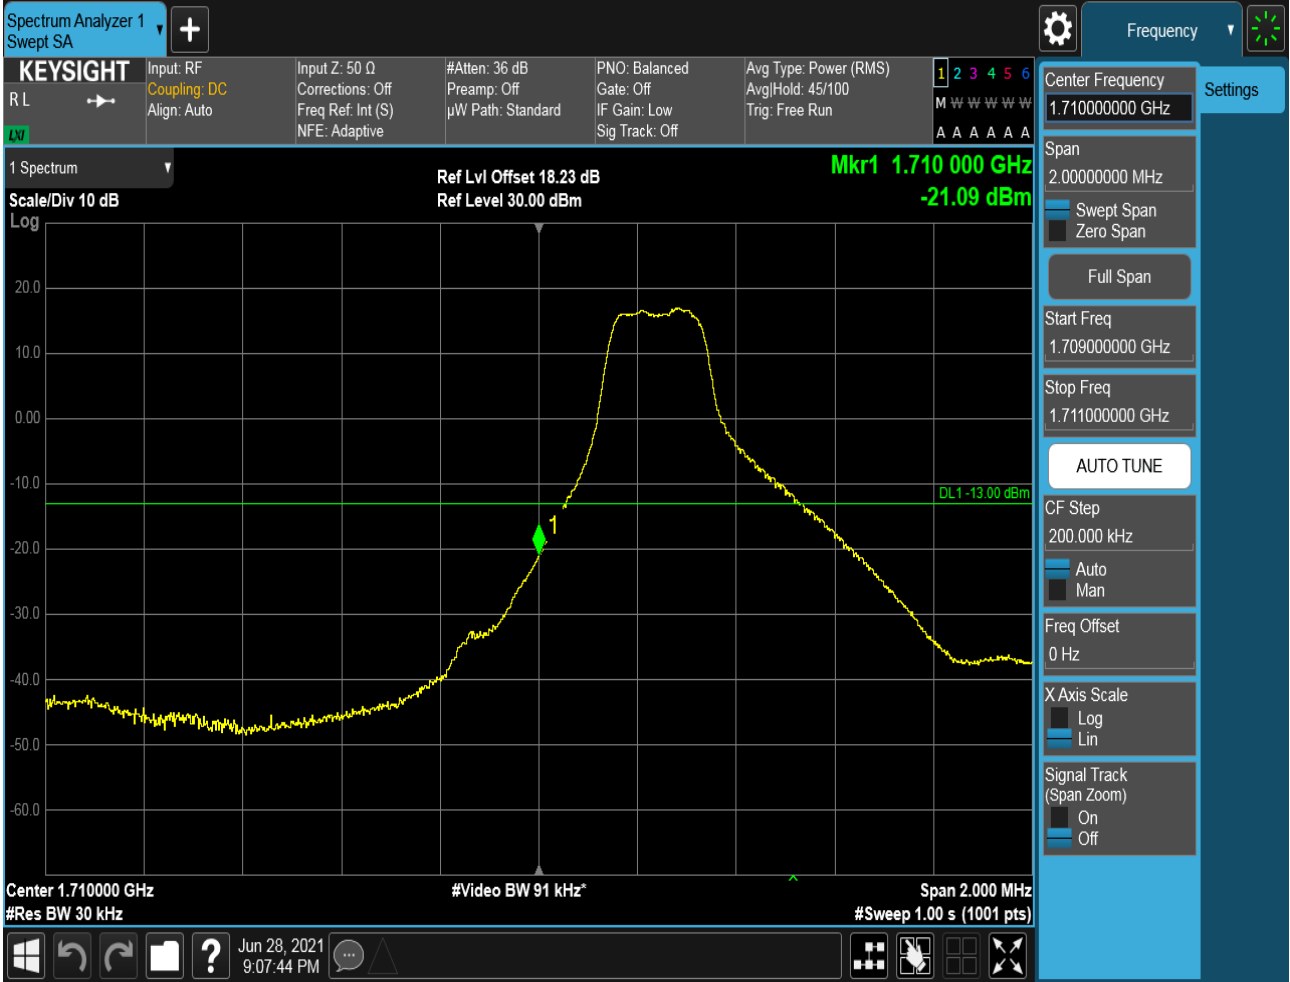 Spectrum Analyzer 1
Swept SA
Frequency
KEYSIGHT
R L
LXI
Input: RF
Coupling: DC
Align: Auto
Input Z: 50 Ω
Corrections: Off
Freq Ref: Int (S)
NFE: Adaptive
#Atten: 36 dB
Preamp: Off
µW Path: Standard
PNO: Balanced
Gate: Off
IF Gain: Low
Sig Track: Off
Avg Type: Power (RMS)
Avg|Hold: 45/100
Trig: Free Run
1 2 3 4 5 6
M W W W W W
A A A A A A
1 Spectrum
Scale/Div 10 dB
Log
Ref Lvl Offset 18.23 dB
Ref Level 30.00 dBm
Mkr1 1.710 000 GHz
-21.09 dBm
20.0
10.0
0.00
-10.0
-20.0
-30.0
-40.0
-50.0
-60.0
DL1 -13.00 dBm
1
Center 1.710000 GHz
#Res BW 30 kHz
#Video BW 91 kHz*
Span 2.000 MHz
#Sweep 1.00 s (1001 pts)
Center Frequency
1.710000000 GHz
Settings
Span
2.00000000 MHz
Swept Span
Zero Span
Full Span
Start Freq
1.709000000 GHz
Stop Freq
1.711000000 GHz
AUTO TUNE
CF Step
200.000 kHz
Auto
Man
Freq Offset
0 Hz
X Axis Scale
Log
Lin
Signal Track
(Span Zoom)
On
Off
?
Jun 28, 2021
9:07:44 PM